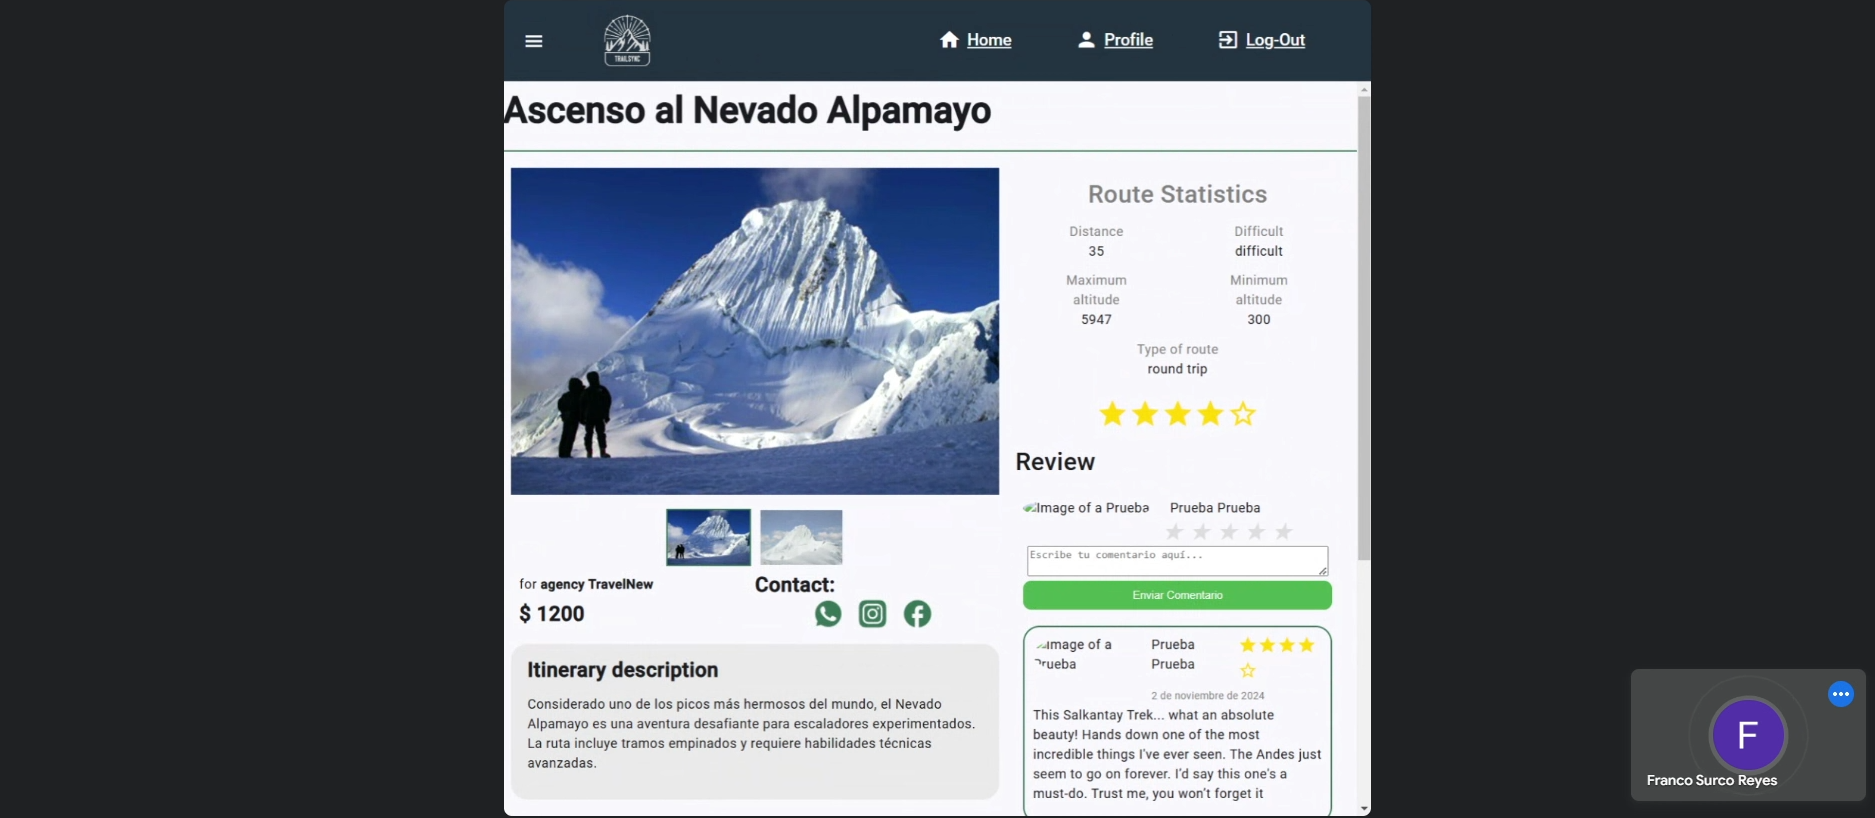 TRAILSYNC
Home
Profile
Log-Out
Ascenso al Nevado Alpamayo
Route Statistics
Distance
35
Difficult
difficult
Maximum
altitude
5947
Minimum
altitude
300
Type of route
round trip
Review
Image of a Prueba
Prueba Prueba
Escribe tu comentario aquí...
Enviar Comentario
for agency TravelNew
$ 1200
Contact:
Itinerary description
Considerado uno de los picos más hermosos del mundo, el Nevado
Alpamayo es una aventura desafiante para escaladores experimentados.
La ruta incluye tramos empinados y requiere habilidades técnicas
avanzadas.
Image of a
Prueba
Prueba
Prueba
2 de noviembre de 2024
This Salkantay Trek... what an absolute
beauty! Hands down one of the most
incredible things I've ever seen. The Andes just
seem to go on forever. I'd say this one's a
must-do. Trust me, you won't forget it
F
Franco Surco Reyes